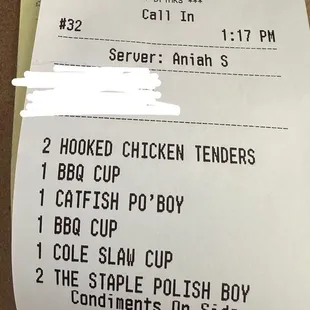 Call In
#32
1:17 PM
Server: Aniah S
2 HOOKED CHICKEN TENDERS
1 BBQ CUP
1 CATFISH PO'BOY
1 BBQ CUP
1 COLE SLAW CUP
2 THE STAPLE POLISH BOY
Condiments On Side